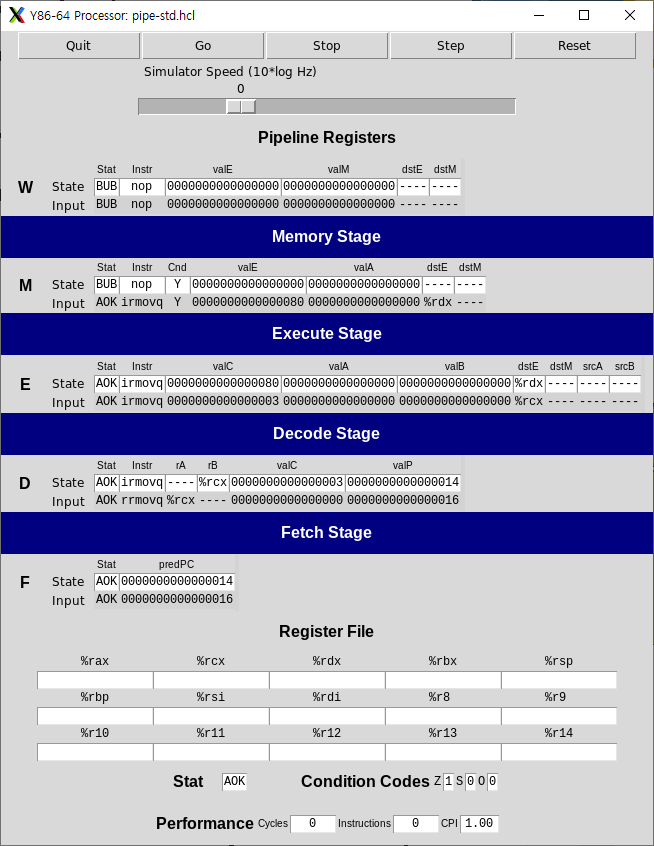 Y86-64 Processor: pipe-std.hcl
Quit Go Stop Step Reset
Simulator Speed (10*log Hz)
0
Pipeline Registers
Stat Instr valE valM dstE dstM
W State BUB nop 0000000000000000 0000000000000000 ---- ----
Input BUB nop 0000000000000000 0000000000000000 ---- ----
Memory Stage
Stat Instr Cnd valE valA dstE dstM
M State BUB nop Y 0000000000000000 0000000000000000 ---- ----
Input AOK irmovq Y 0000000000000080 0000000000000000 %rdx ----
Execute Stage
Stat Instr valC valA valB dstE dstM srcA srcB
E State AOK irmovq 0000000000000080 0000000000000000 0000000000000000 %rdx ---- ---- ----
Input AOK irmovq 0000000000000003 0000000000000000 0000000000000000 %rcx ---- ---- ----
Decode Stage
Stat Instr rA rB valC valP
D State AOK irmovq ---- %rcx 0000000000000003 0000000000000014
Input AOK rrmovq %rcx ---- 0000000000000000 0000000000000016
Fetch Stage
Stat predPC
F State AOK 0000000000000014
Input AOK 0000000000000016
Register File
%rax %rcx %rdx %rbx %rsp
%rbp %rsi %rdi %r8 %r9
%r10 %r11 %r12 %r13 %r14
Stat AOK Condition Codes Z 1 S 0 O 0
Performance Cycles 0 Instructions 0 CPI 1.00